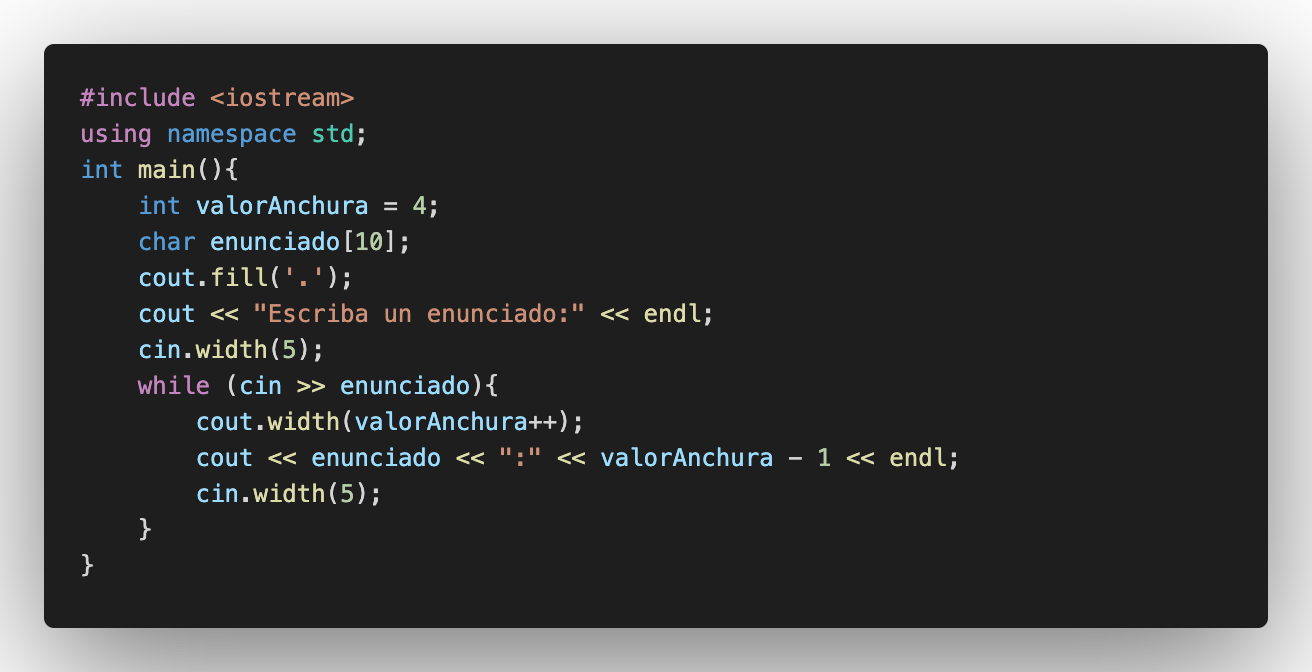 #include <iostream>
using namespace std;
int main(){
    int valorAnchura = 4;
    char enunciado[10];
    cout.fill('.');
    cout << "Escriba un enunciado:" << endl;
    cin.width(5);
    while (cin >> enunciado){
        cout.width(valorAnchura++);
        cout << enunciado << ":" << valorAnchura - 1 << endl;
        cin.width(5);
    }
}